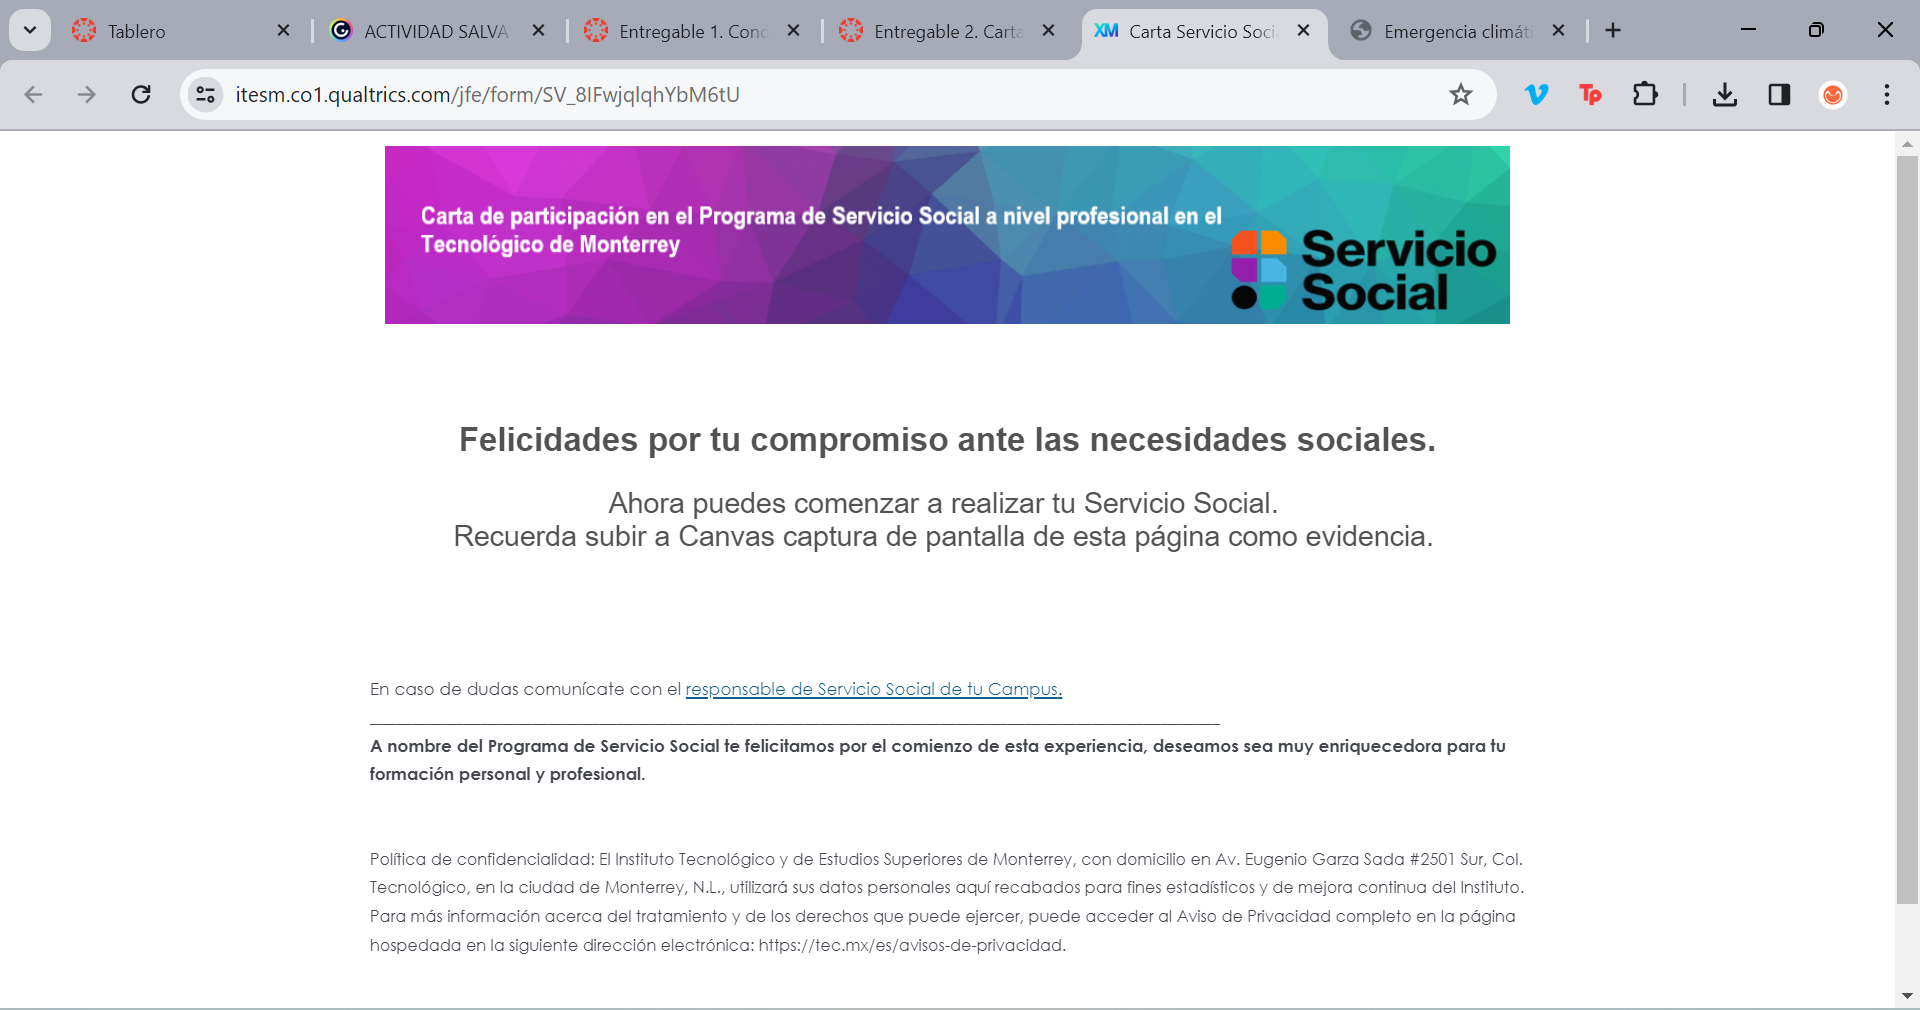 Tablero
ACTIVIDAD SALVA
Entregable 1. Conc
Entregable 2. Carta
XM Carta Servicio Soci
Emergencia climáti
itesm.co1.qualtrics.com/jfe/form/SV_8IFwjqlqhYbM6tU
Tp
Carta de participación en el Programa de Servicio Social a nivel profesional en el
Tecnológico de Monterrey
Servicio
Social
Felicidades por tu compromiso ante las necesidades sociales.
Ahora puedes comenzar a realizar tu Servicio Social.
Recuerda subir a Canvas captura de pantalla de esta página como evidencia.
En caso de dudas comunícate con el responsable de Servicio Social de tu Campus.
A nombre del Programa de Servicio Social te felicitamos por el comienzo de esta experiencia, deseamos sea muy enriquecedora para tu
formación personal y profesional.
Política de confidencialidad: El Instituto Tecnológico y de Estudios Superiores de Monterrey, con domicilio en Av. Eugenio Garza Sada #2501 Sur, Col.
Tecnológico, en la ciudad de Monterrey, N.L., utilizará sus datos personales aquí recabados para fines estadísticos y de mejora continua del Instituto.
Para más información acerca del tratamiento y de los derechos que puede ejercer, puede acceder al Aviso de Privacidad completo en la página
hospedada en la siguiente dirección electrónica: https://tec.mx/es/avisos-de-privacidad.